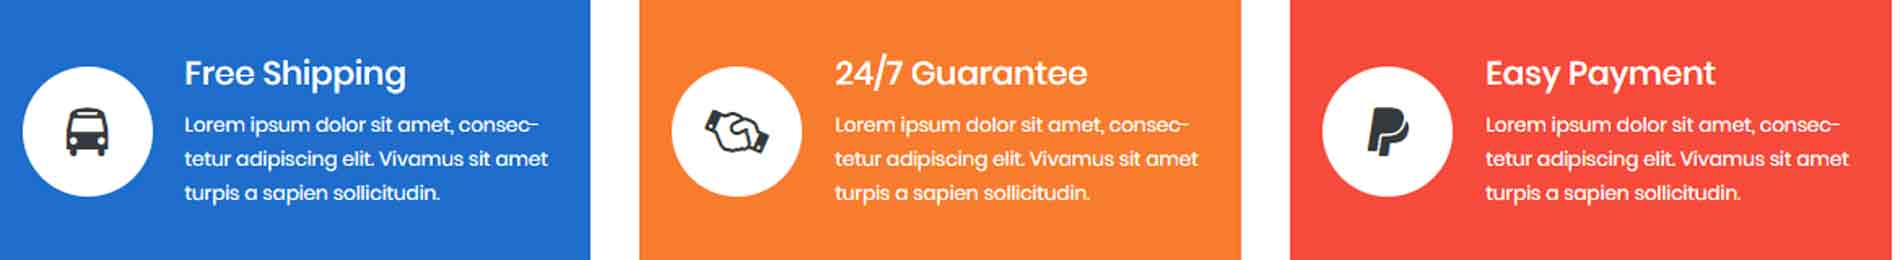 Free Shipping
Lorem ipsum dolor sit amet, consec-
tetur adipiscing elit. Vivamus sit amet
turpis a sapien sollicitudin.
24/7 Guarantee
Lorem ipsum dolor sit amet, consec-
tetur adipiscing elit. Vivamus sit amet
turpis a sapien sollicitudin.
Easy Payment
Lorem ipsum dolor sit amet, consec-
tetur adipiscing elit. Vivamus sit amet
turpis a sapien sollicitudin.